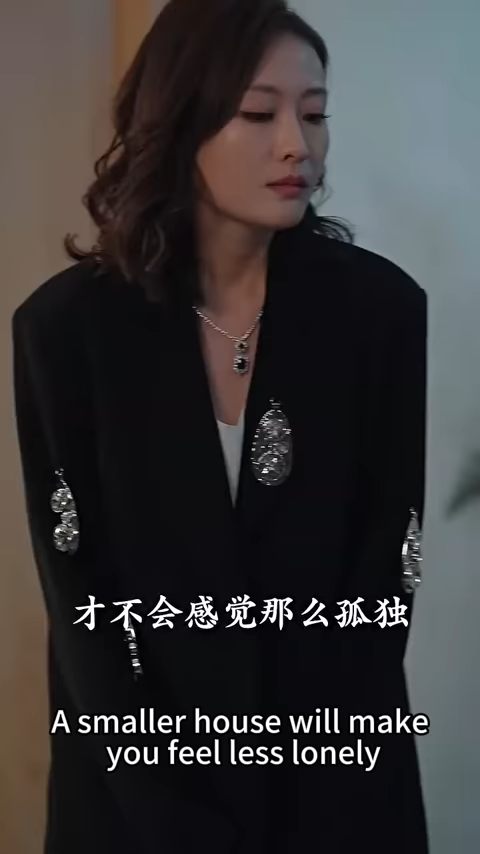 才不会感觉那么孤独
A smaller house will make
you feel less lonely